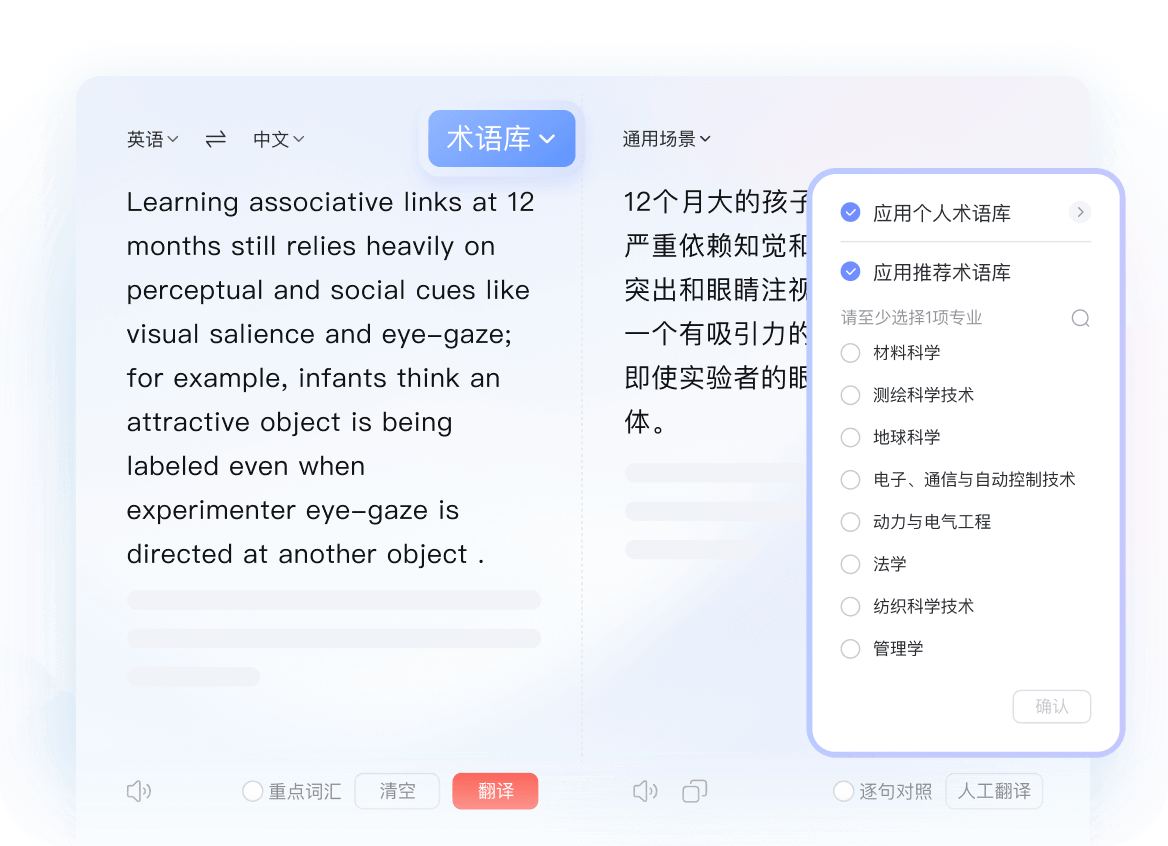 英语 中文 术语库 通用场景
Learning associative links at 12
months still relies heavily on
perceptual and social cues like
visual salience and eye-gaze;
for example, infants think an
attractive object is being
labeled even when
experimenter eye-gaze is
directed at another object .
12个月大的孩子
严重依赖知觉和
突出和眼睛注视
一个有吸引力的
即使实验者的眼
体。
应用个人术语库
应用推荐术语库
请至少选择1项专业
材料科学
测绘科学技术
地球科学
电子、通信与自动控制技术
动力与电气工程
法学
纺织科学技术
管理学
确认
重点词汇 清空 翻译 逐句对照 人工翻译